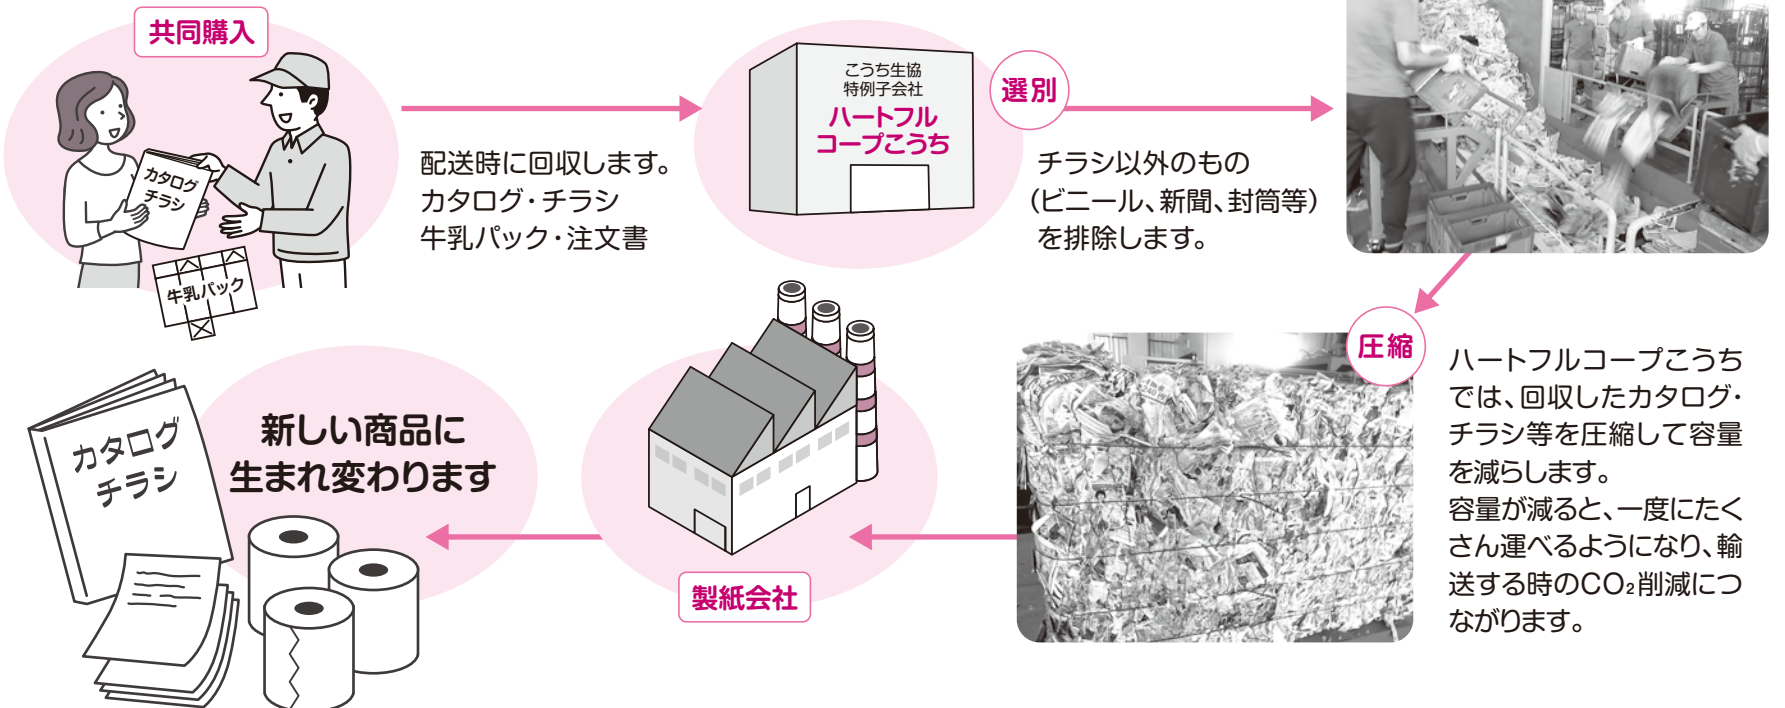 共同購入
カタログ
チラシ
牛乳パック
配送時に回収します。
カタログ・チラシ
牛乳パック・注文書
こうち生協
特例子会社
ハートフル
コープこうち
選別
チラシ以外のもの
(ビニール、新聞、封筒等)
を排除します。
圧縮
ハートフルコープこうち
では、回収したカタログ・
チラシ等を圧縮して容量
を減らします。
容量が減ると、一度にたく
さん運べるようになり、輸
送する時のCO₂削減につ
ながります。
製紙会社
新しい商品に
生まれ変わります
カタログ
チラシ